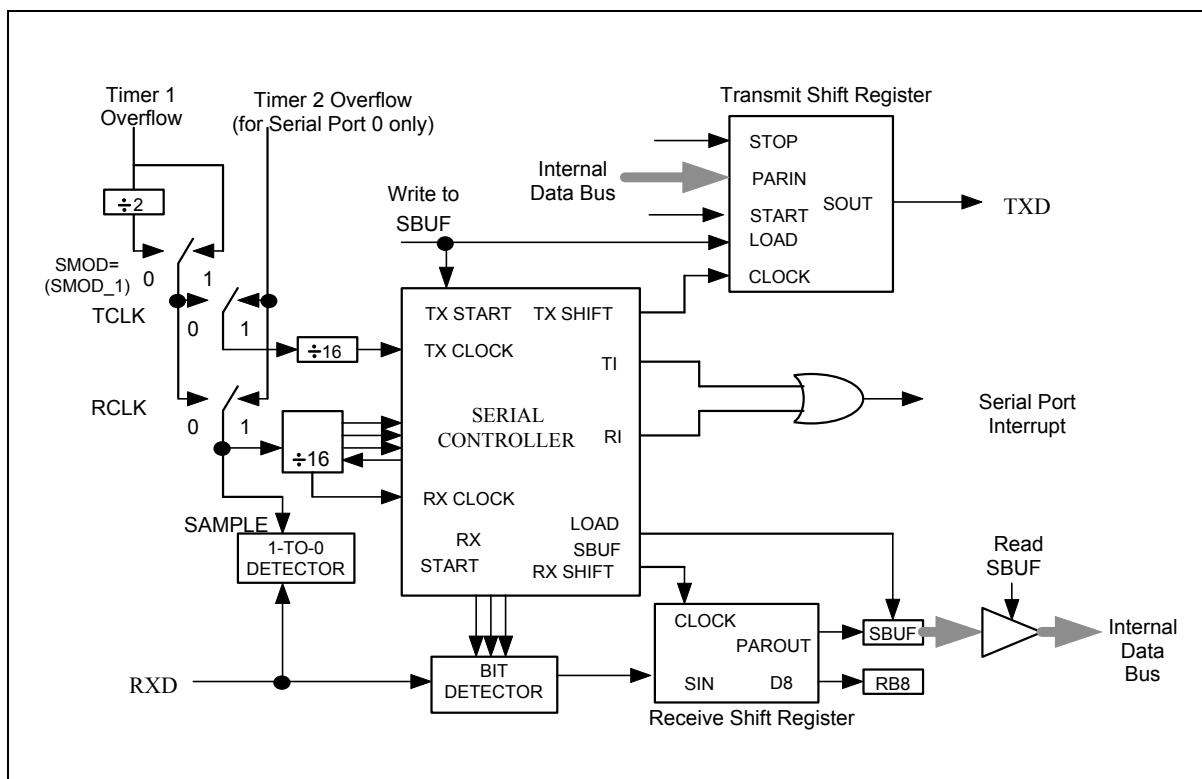 Timer 1
Overflow
Timer 2 Overflow
(for Serial Port 0 only)
Transmit Shift Register
÷2
Write to
SBUF
Internal
Data Bus
STOP
PARIN
START
LOAD
CLOCK
SOUT
TXD
SMOD=
(SMOD_1)
0
1
TCLK
0
1
÷16
TX START
TX SHIFT
TX CLOCK
TI
RCLK
0
1
÷16
SERIAL
CONTROLLER
RI
Serial Port
Interrupt
RX CLOCK
SAMPLE
1-TO-0
DETECTOR
RX
START
LOAD
SBUF
RX SHIFT
Read
SBUF
CLOCK
PAROUT
SBUF
Internal
Data
Bus
RXD
BIT
DETECTOR
SIN
D8
RB8
Receive Shift Register